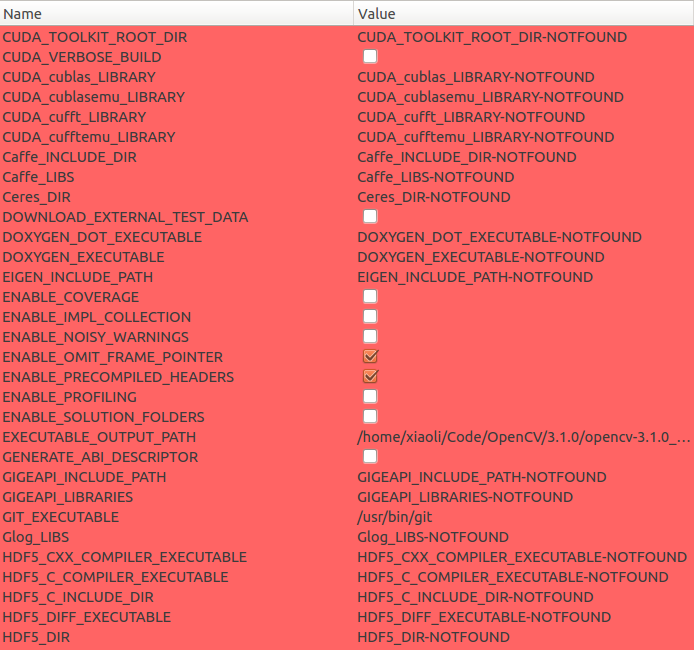 Name Value
CUDA_TOOLKIT_ROOT_DIR CUDA_TOOLKIT_ROOT_DIR-NOTFOUND
CUDA_VERBOSE_BUILD
CUDA_cublas_LIBRARY CUDA_cublas_LIBRARY-NOTFOUND
CUDA_cublasemu_LIBRARY CUDA_cublasemu_LIBRARY-NOTFOUND
CUDA_cufft_LIBRARY CUDA_cufft_LIBRARY-NOTFOUND
CUDA_cufftemu_LIBRARY CUDA_cufftemu_LIBRARY-NOTFOUND
Caffe_INCLUDE_DIR Caffe_INCLUDE_DIR-NOTFOUND
Caffe_LIBS Caffe_LIBS-NOTFOUND
Ceres_DIR Ceres_DIR-NOTFOUND
DOWNLOAD_EXTERNAL_TEST_DATA
DOXYGEN_DOT_EXECUTABLE DOXYGEN_DOT_EXECUTABLE-NOTFOUND
DOXYGEN_EXECUTABLE DOXYGEN_EXECUTABLE-NOTFOUND
EIGEN_INCLUDE_PATH EIGEN_INCLUDE_PATH-NOTFOUND
ENABLE_COVERAGE
ENABLE_IMPL_COLLECTION
ENABLE_NOISY_WARNINGS
ENABLE_OMIT_FRAME_POINTER
ENABLE_PRECOMPILED_HEADERS
ENABLE_PROFILING
ENABLE_SOLUTION_FOLDERS
EXECUTABLE_OUTPUT_PATH /home/xiaoli/Code/OpenCV/3.1.0/opencv-3.1.0_...
GENERATE_ABI_DESCRIPTOR
GIGEAPI_INCLUDE_PATH GIGEAPI_INCLUDE_PATH-NOTFOUND
GIGEAPI_LIBRARIES GIGEAPI_LIBRARIES-NOTFOUND
GIT_EXECUTABLE /usr/bin/git
Glog_LIBS Glog_LIBS-NOTFOUND
HDF5_CXX_COMPILER_EXECUTABLE HDF5_CXX_COMPILER_EXECUTABLE-NOTFOUND
HDF5_C_COMPILER_EXECUTABLE HDF5_C_COMPILER_EXECUTABLE-NOTFOUND
HDF5_C_INCLUDE_DIR HDF5_C_INCLUDE_DIR-NOTFOUND
HDF5_DIFF_EXECUTABLE HDF5_DIFF_EXECUTABLE-NOTFOUND
HDF5_DIR HDF5_DIR-NOTFOUND